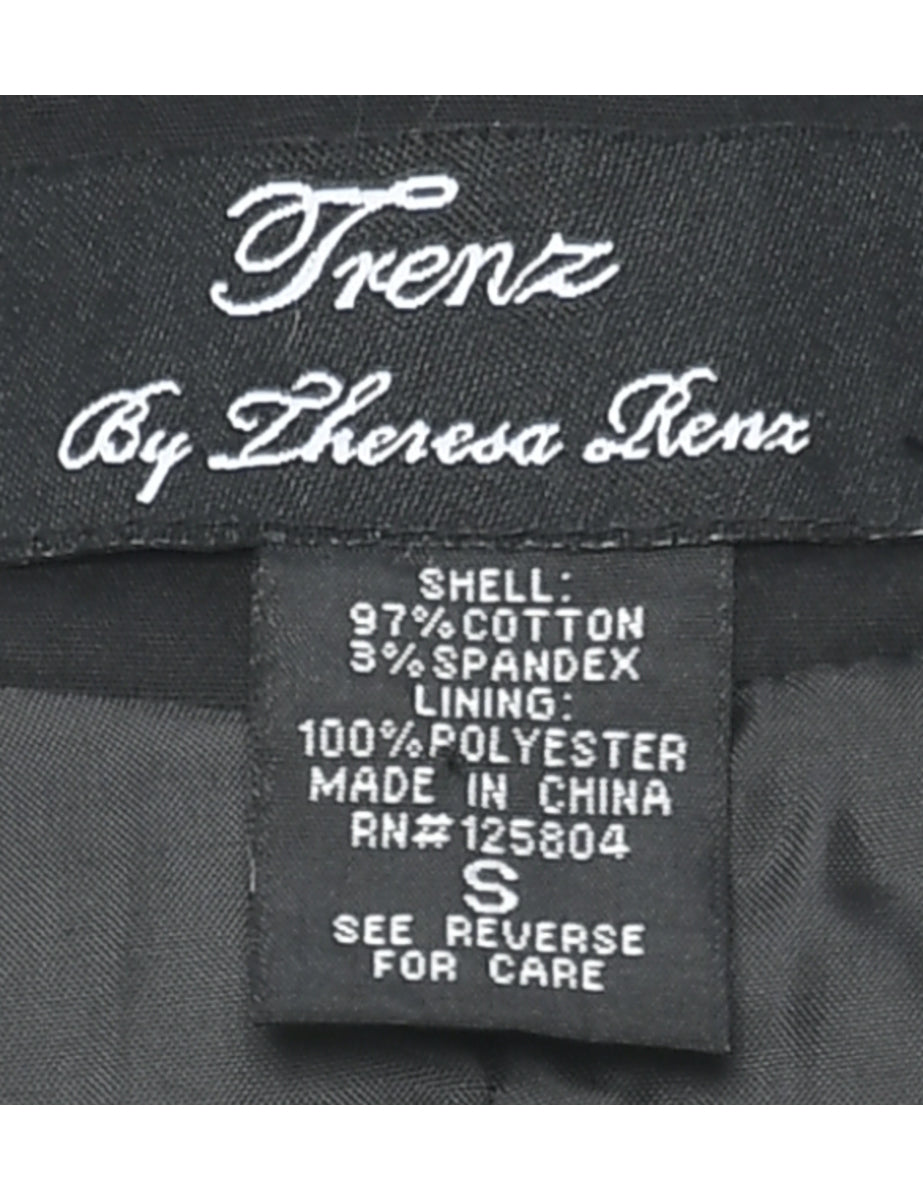 Trenz
By Theresa Renz
SHELL:
97%COTTON
3%SPANDEX
LINING:
100%POLYESTER
MADE IN CHINA
RN#125804
S
SEE REVERSE
FOR CARE